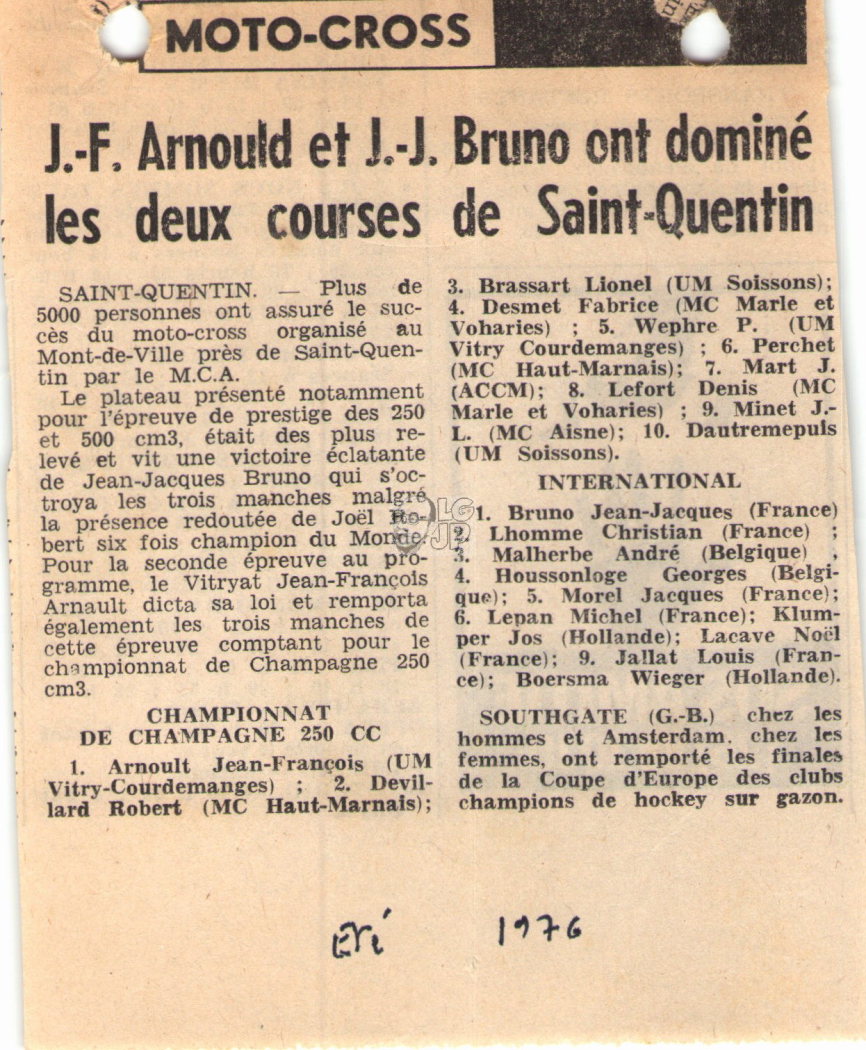 MOTO-CROSS
J.-F. Arnould et J.-J. Bruno ont dominé
les deux courses de Saint-Quentin
SAINT-QUENTIN. — Plus de
5000 personnes ont assuré le suc-
cès du moto-cross organisé au
Mont-de-Ville près de Saint-Quen-
tin par le M.C.A.
Le plateau présenté notamment
pour l'épreuve de prestige des 250
et 500 cm3, était des plus re-
levé et vit une victoire éclatante
de Jean-Jacques Bruno qui s'oc-
troya les trois manches malgré
la présence redoutée de Joël Ro-
bert six fois champion du Monde.
Pour la seconde épreuve au pro-
gramme, le Vitryat Jean-François
Arnault dicta sa loi et remporta
également les trois manches de
cette épreuve comptant pour le
championnat de Champagne 250
cm3.
CHAMPIONNAT
DE CHAMPAGNE 250 CC
1. Arnoult Jean-François (UM
Vitry-Courdemanges) ; 2. Devil-
lard Robert (MC Haut-Marnais);
3. Brassart Lionel (UM Soissons);
4. Desmet Fabrice (MC Marle et
Voharies) ; 5. Wephre P. (UM
Vitry Courdemanges) ; 6. Perchet
(MC Haut-Marnais); 7. Mart J.
(ACCM); 8. Lefort Denis (MC
Marle et Voharies) ; 9. Minet J.-
L. (MC Aisne); 10. Dautremepuis
(UM Soissons).
INTERNATIONAL
1. Bruno Jean-Jacques (France)
2. Lhomme Christian (France) ;
3. Malherbe André (Belgique) ,
4. Houssonloge Georges (Belgi-
que); 5. Morel Jacques (France);
6. Lepan Michel (France); Klum-
per Jos (Hollande); Lacave Noël
(France); 9. Jallat Louis (Fran-
ce); Boersma Wieger (Hollande).
SOUTHGATE (G.-B.) chez les
hommes et Amsterdam. chez les
femmes, ont remporté les finales
de la Coupe d'Europe des clubs
champions de hockey sur gazon.
Eté 1976
LG
JP